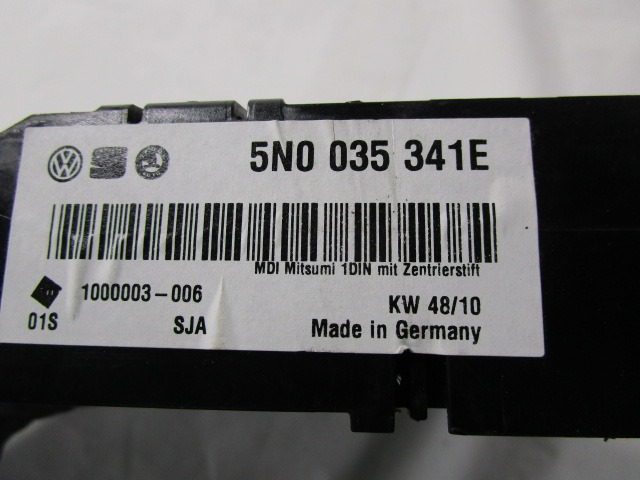 5N0 035 341E
MDI Mitsumi 1DIN mit Zentrierstift
1000003-006
KW 48/10
01S
SJA
Made in Germany